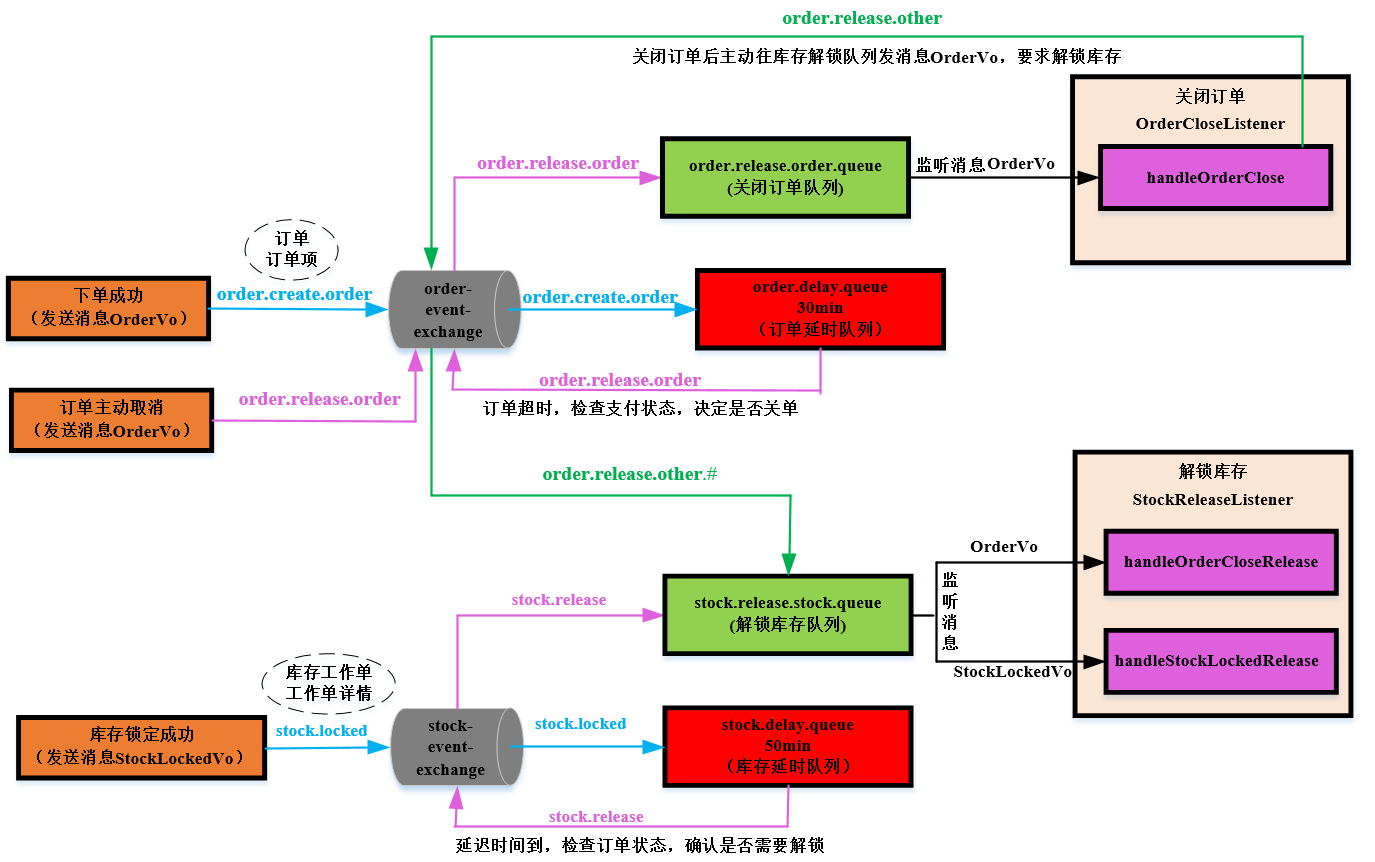 order.release.other
关闭订单后主动往库存解锁队列发消息OrderVo，要求解锁库存
关闭订单
OrderCloseListener
order.release.order
order.release.order.queue
(关闭订单队列)
监听消息OrderVo
handleOrderClose
订单
订单项
下单成功
（发送消息OrderVo）
order.create.order
order-
event-
exchange
order.create.order
order.delay.queue
30min
（订单延时队列）
order.release.order
订单超时，检查支付状态，决定是否关单
订单主动取消
（发送消息OrderVo）
order.release.order
order.release.other.#
解锁库存
StockReleaseListener
OrderVo
handleOrderCloseRelease
监
听
消
息
stock.release
stock.release.stock.queue
(解锁库存队列)
StockLockedVo
handleStockLockedRelease
库存工作单
工作单详情
库存锁定成功
（发送消息StockLockedVo）
stock.locked
stock-
event-
exchange
stock.locked
stock.delay.queue
50min
（库存延时队列）
stock.release
延迟时间到，检查订单状态，确认是否需要解锁